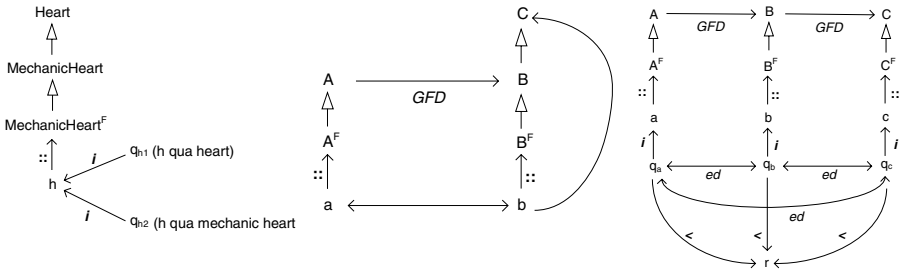 Heart
MechanicHeart
MechanicHeart^F
::
h
i
q_h1 (h qua heart)
i
q_h2 (h qua mechanic heart
C
A
GFD
B
A^F
B^F
::
::
a
b
A
GFD
B
GFD
C
A^F
B^F
C^F
::
::
::
a
b
c
i
i
i
q_a
ed
q_b
ed
q_c
ed
<
<
<
r